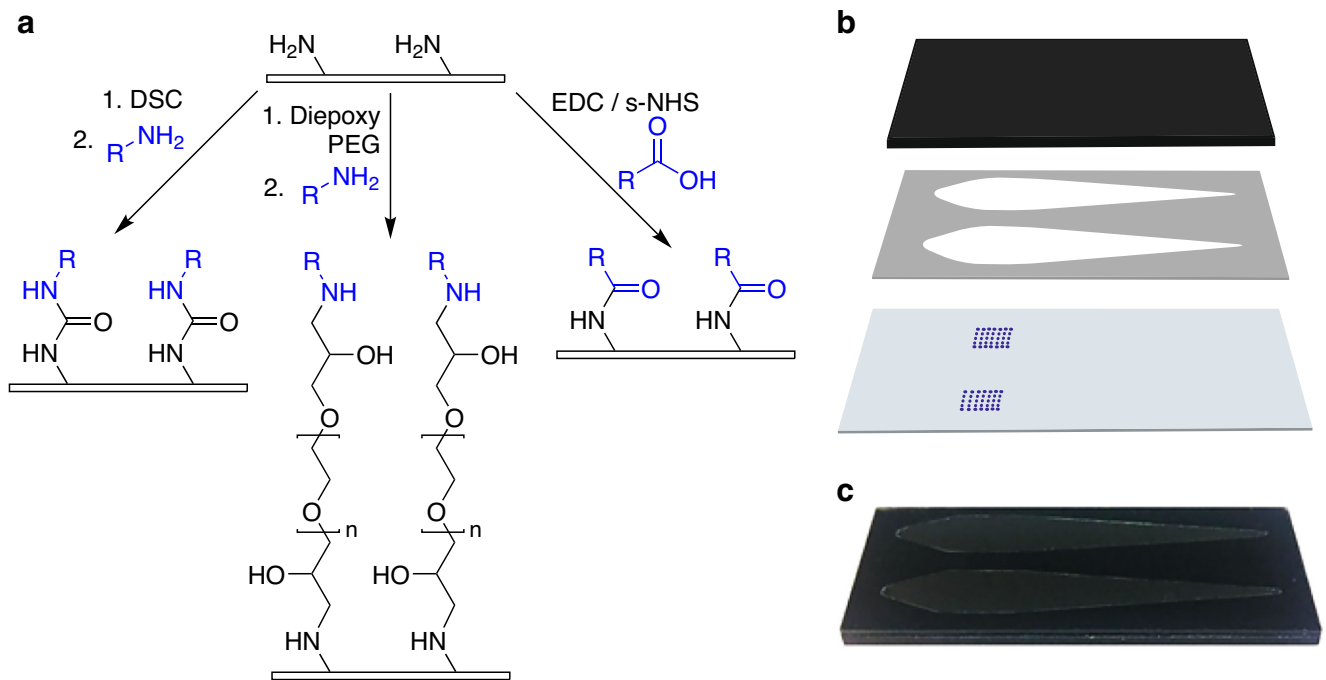 a
H₂N H₂N
1. DSC
2. R NH₂
1. Diepoxy
PEG
2. R NH₂
EDC / s-NHS
O
R OH
R R
HN HN
O O
HN HN
R R
NH NH
OH OH
O O
O O
n n
HO HO
HN HN
R R
O O
HN HN
b
c